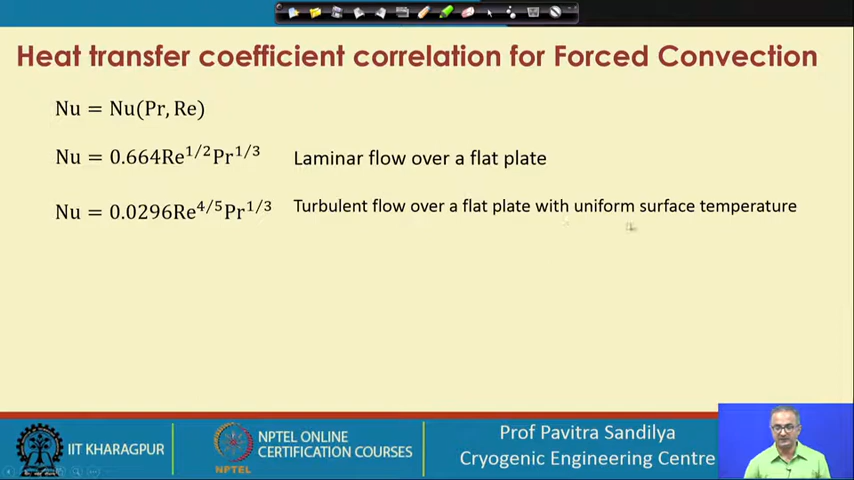 Heat transfer coefficient correlation for Forced Convection
Nu = Nu(Pr, Re)
Nu = 0.664Re^{1/2}Pr^{1/3} Laminar flow over a flat plate
Nu = 0.0296Re^{4/5}Pr^{1/3} Turbulent flow over a flat plate with uniform surface temperature
IIT KHARAGPUR
NPTEL
NPTEL ONLINE
CERTIFICATION COURSES
Prof Pavitra Sandilya
Cryogenic Engineering Centre